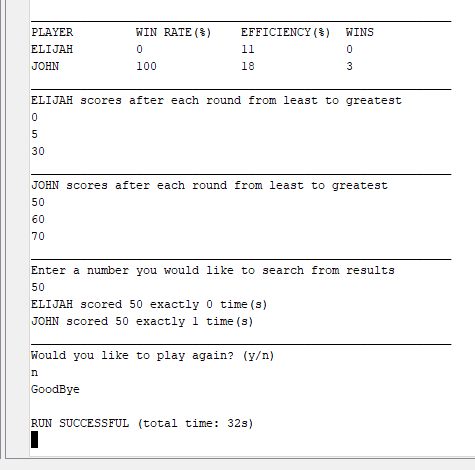 PLAYER WIN RATE(%) EFFICIENCY(%) WINS
ELIJAH 0 11 0
JOHN 100 18 3
ELIJAH scores after each round from least to greatest
0
5
30
JOHN scores after each round from least to greatest
50
60
70
Enter a number you would like to search from results
50
ELIJAH scored 50 exactly 0 time(s)
JOHN scored 50 exactly 1 time(s)
Would you like to play again? (y/n)
n
GoodBye
RUN SUCCESSFUL (total time: 32s)